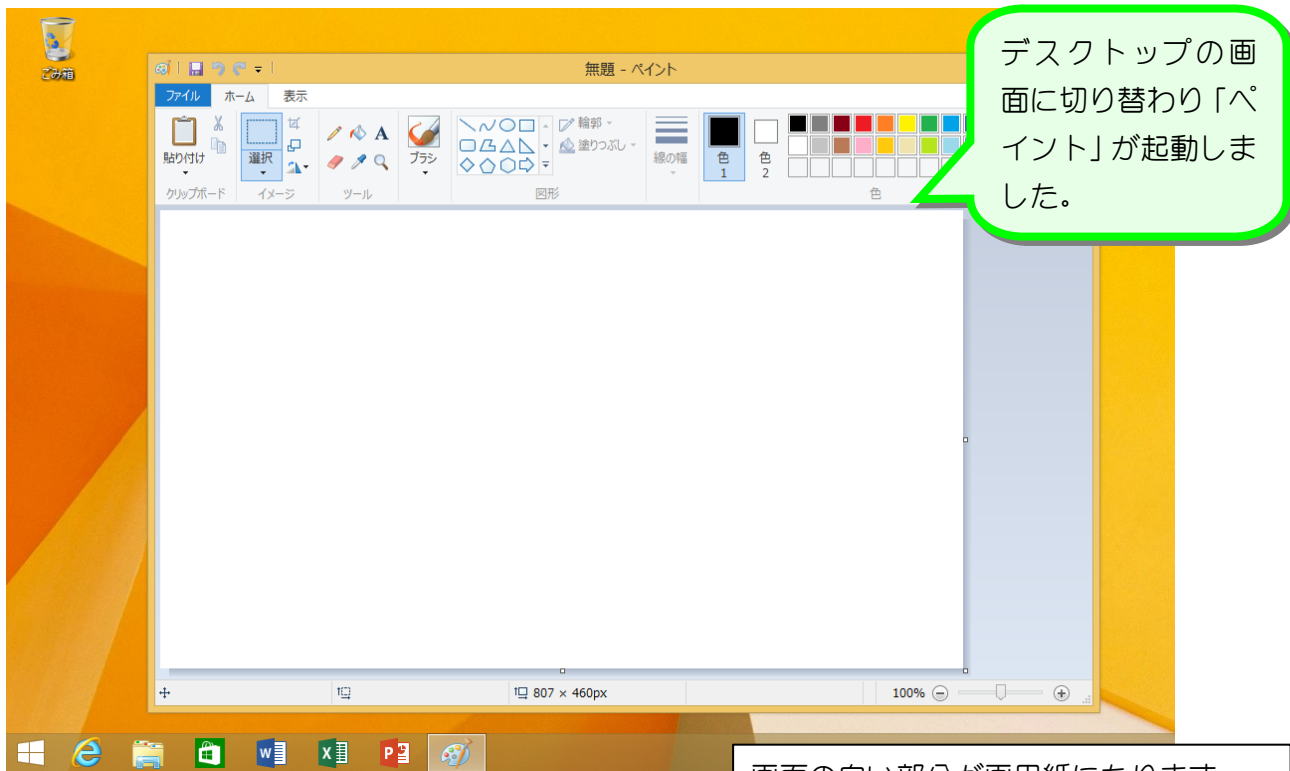 ごみ箱
無題 - ペイント
ファイル ホーム 表示
貼り付け
選択
A
ブラシ
輪郭
塗りつぶし
線の幅
色
1
色
2
クリップボード イメージ ツール 図形 色
デスクトップの画
面に切り替わり「ペ
イント」が起動しま
した。
807 × 460px
100%